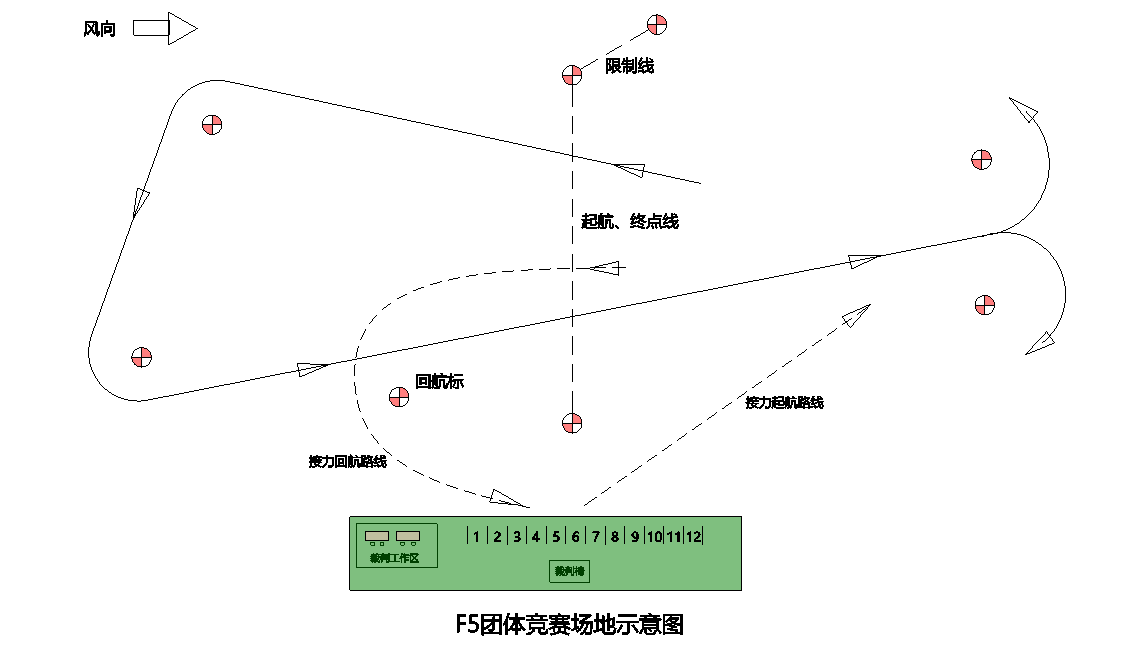 风向
限制线
起航、终点线
回航标
接力起航路线
接力回航路线
1 2 3 4 5 6 7 8 9 10 11 12
裁判工作区
裁判椅
F5团体竞赛场地示意图